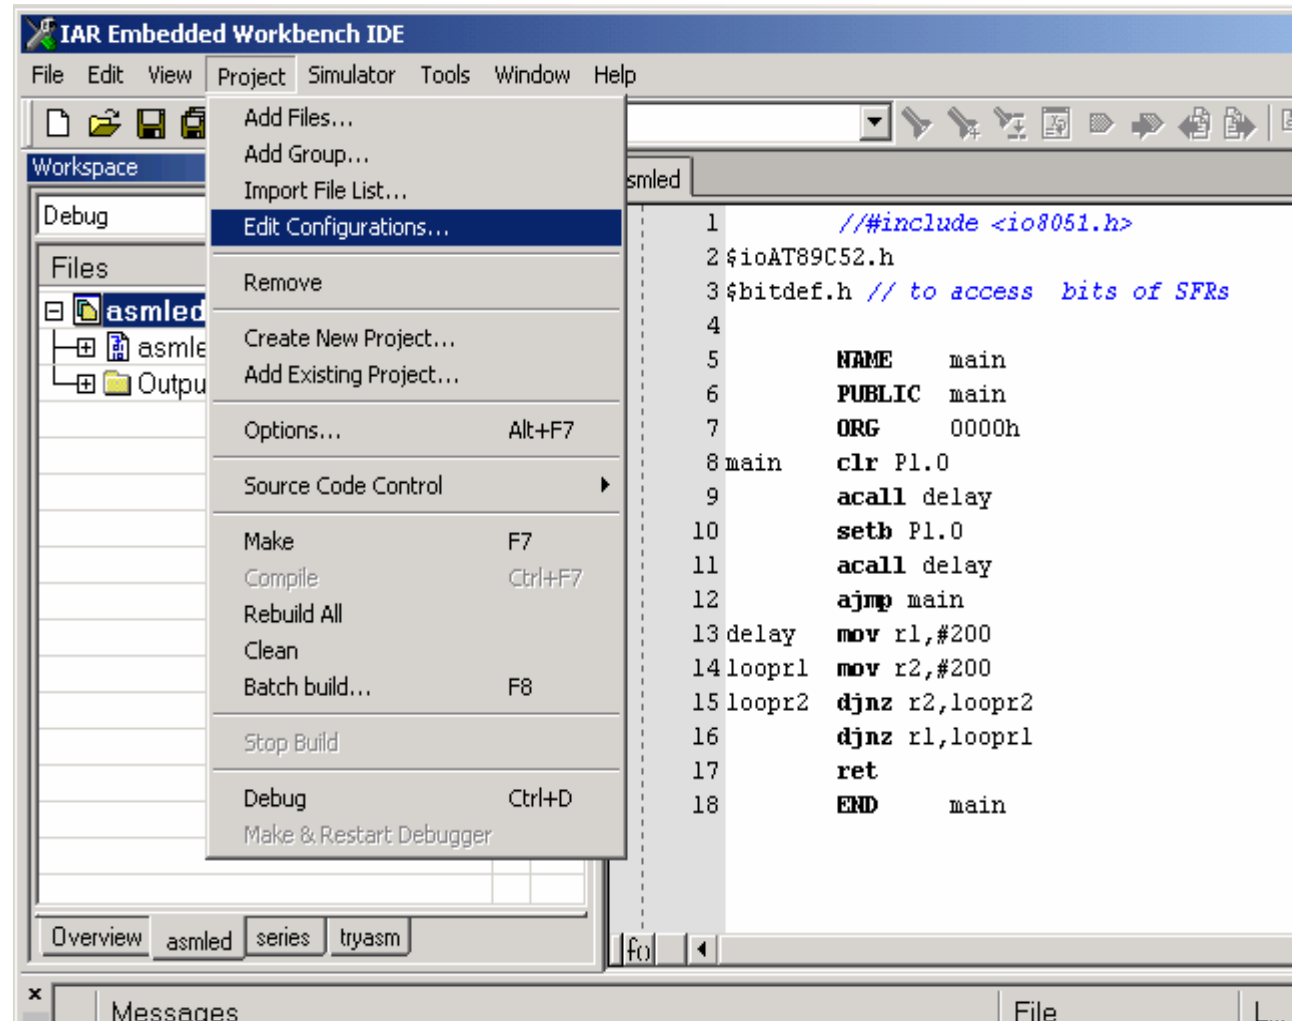 IAR Embedded Workbench IDE
File Edit View Project Simulator Tools Window Help
Add Files...
Add Group...
Import File List...
Edit Configurations...
Remove
Create New Project...
Add Existing Project...
Options... Alt+F7
Source Code Control
Make F7
Compile Ctrl+F7
Rebuild All
Clean
Batch build... F8
Stop Build
Debug Ctrl+D
Make & Restart Debugger
Workspace
Debug
Files
asmled
asmle
Outpu
Overview asmled series tryasm
smled
1 //#include <io8051.h>
2 $ioAT89C52.h
3 $bitdef.h // to access bits of SFRs
4
5 NAME main
6 PUBLIC main
7 ORG 0000h
8 main clr P1.0
9 acall delay
10 setb P1.0
11 acall delay
12 ajmp main
13 delay mov r1,#200
14 loopr1 mov r2,#200
15 loopr2 djnz r2,loopr2
16 djnz r1,loopr1
17 ret
18 END main
Messages File L...